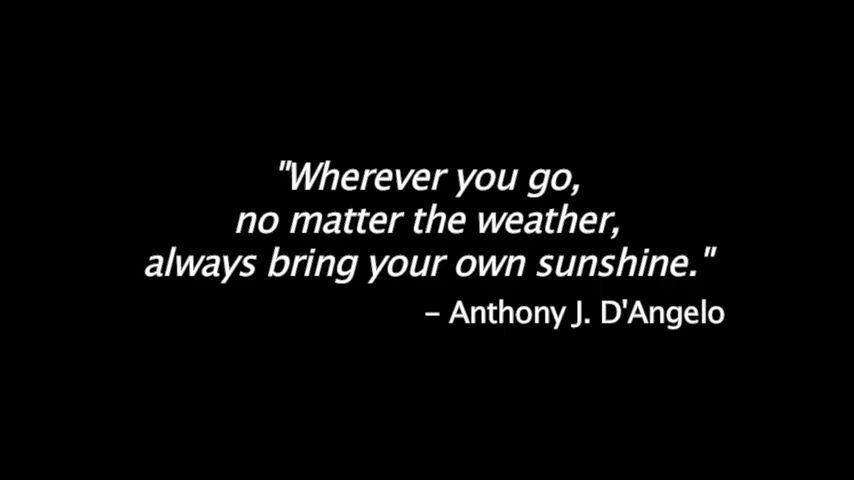 "Wherever you go,
no matter the weather,
always bring your own sunshine."
– Anthony J. D'Angelo